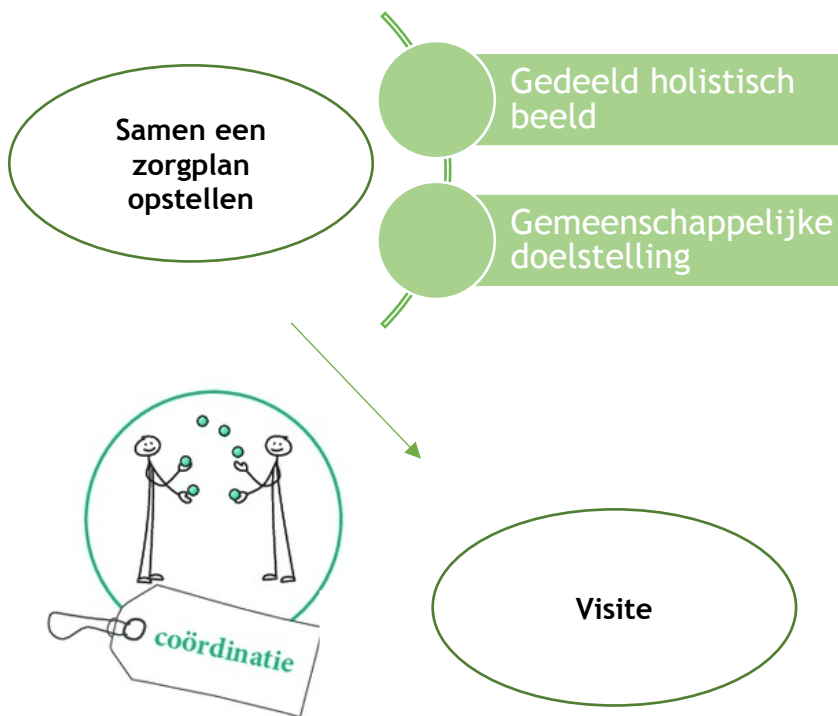 Samen een
zorgplan
opstellen
Gedeeld holistisch
beeld
Gemeenschappelijke
doelstelling
coördinatie
Visite